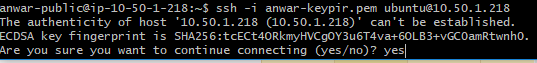 anwar-public@ip-10-50-1-218:~$ ssh -i anwar-keypir.pem ubuntu@10.50.1.218
The authenticity of host '10.50.1.218 (10.50.1.218)' can't be established.
ECDSA key fingerprint is SHA256:tcECt4ORkmyHVCgOY3u6T4va+6OLB3+vGC0amRtwnh0.
Are you sure you want to continue connecting (yes/no)? yes